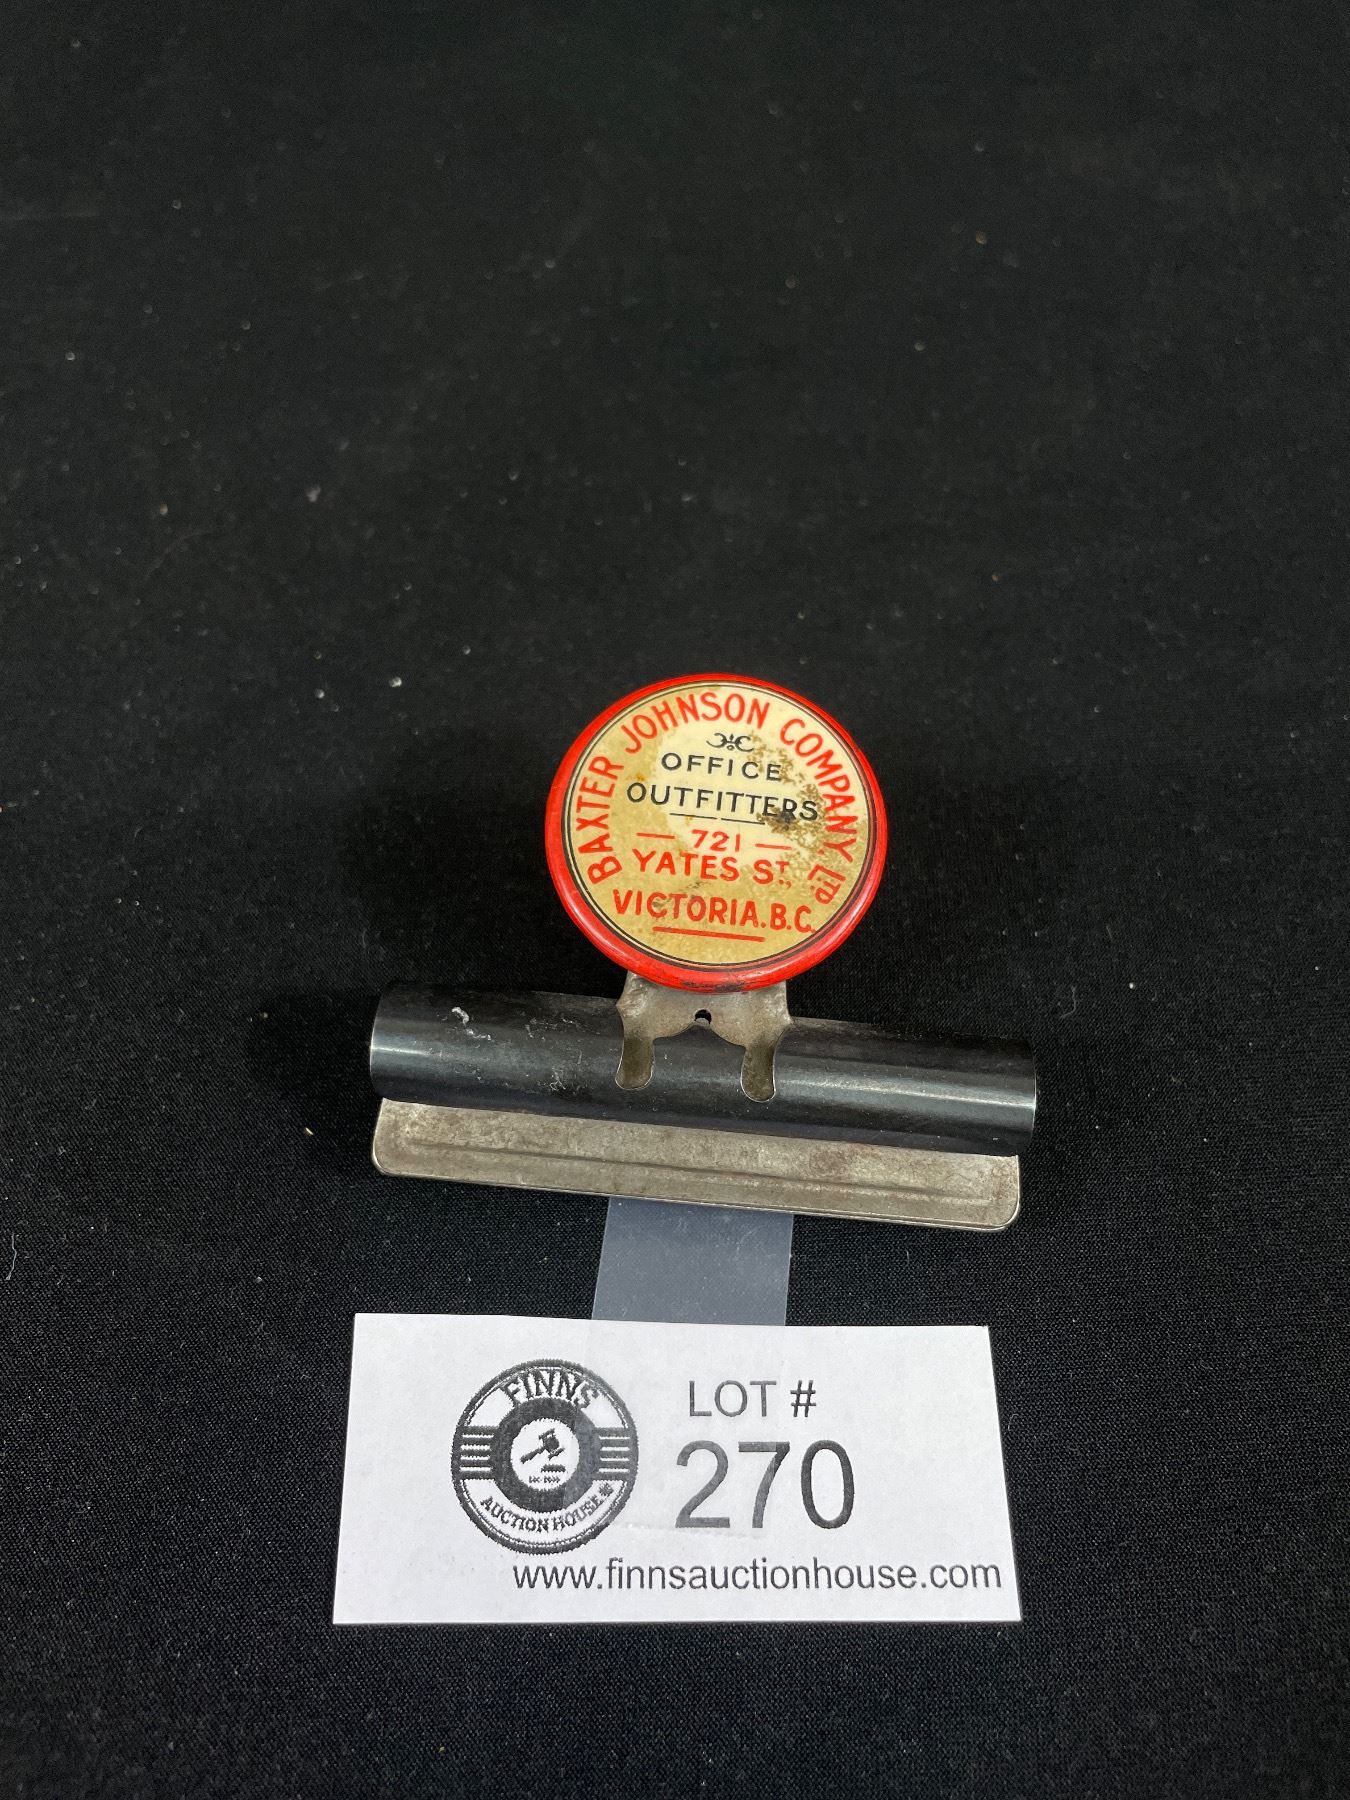 BAXTER JOHNSON COMPANY LTD
OFFICE
OUTFITTERS
— 721 —
YATES ST.,
VICTORIA.B.C.
FINNS
AUCTION HOUSE
LOT #
270
www.finnsauctionhouse.com